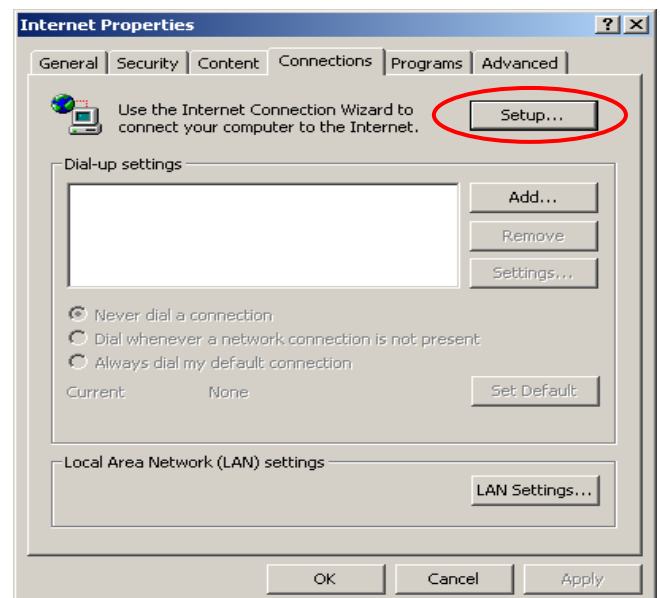 Internet Properties
? X
General Security Content Connections Programs Advanced
Use the Internet Connection Wizard to
connect your computer to the Internet.
Setup...
Dial-up settings
Add...
Remove
Settings...
Never dial a connection
Dial whenever a network connection is not present
Always dial my default connection
Current None
Set Default
Local Area Network (LAN) settings
LAN Settings...
OK Cancel Apply